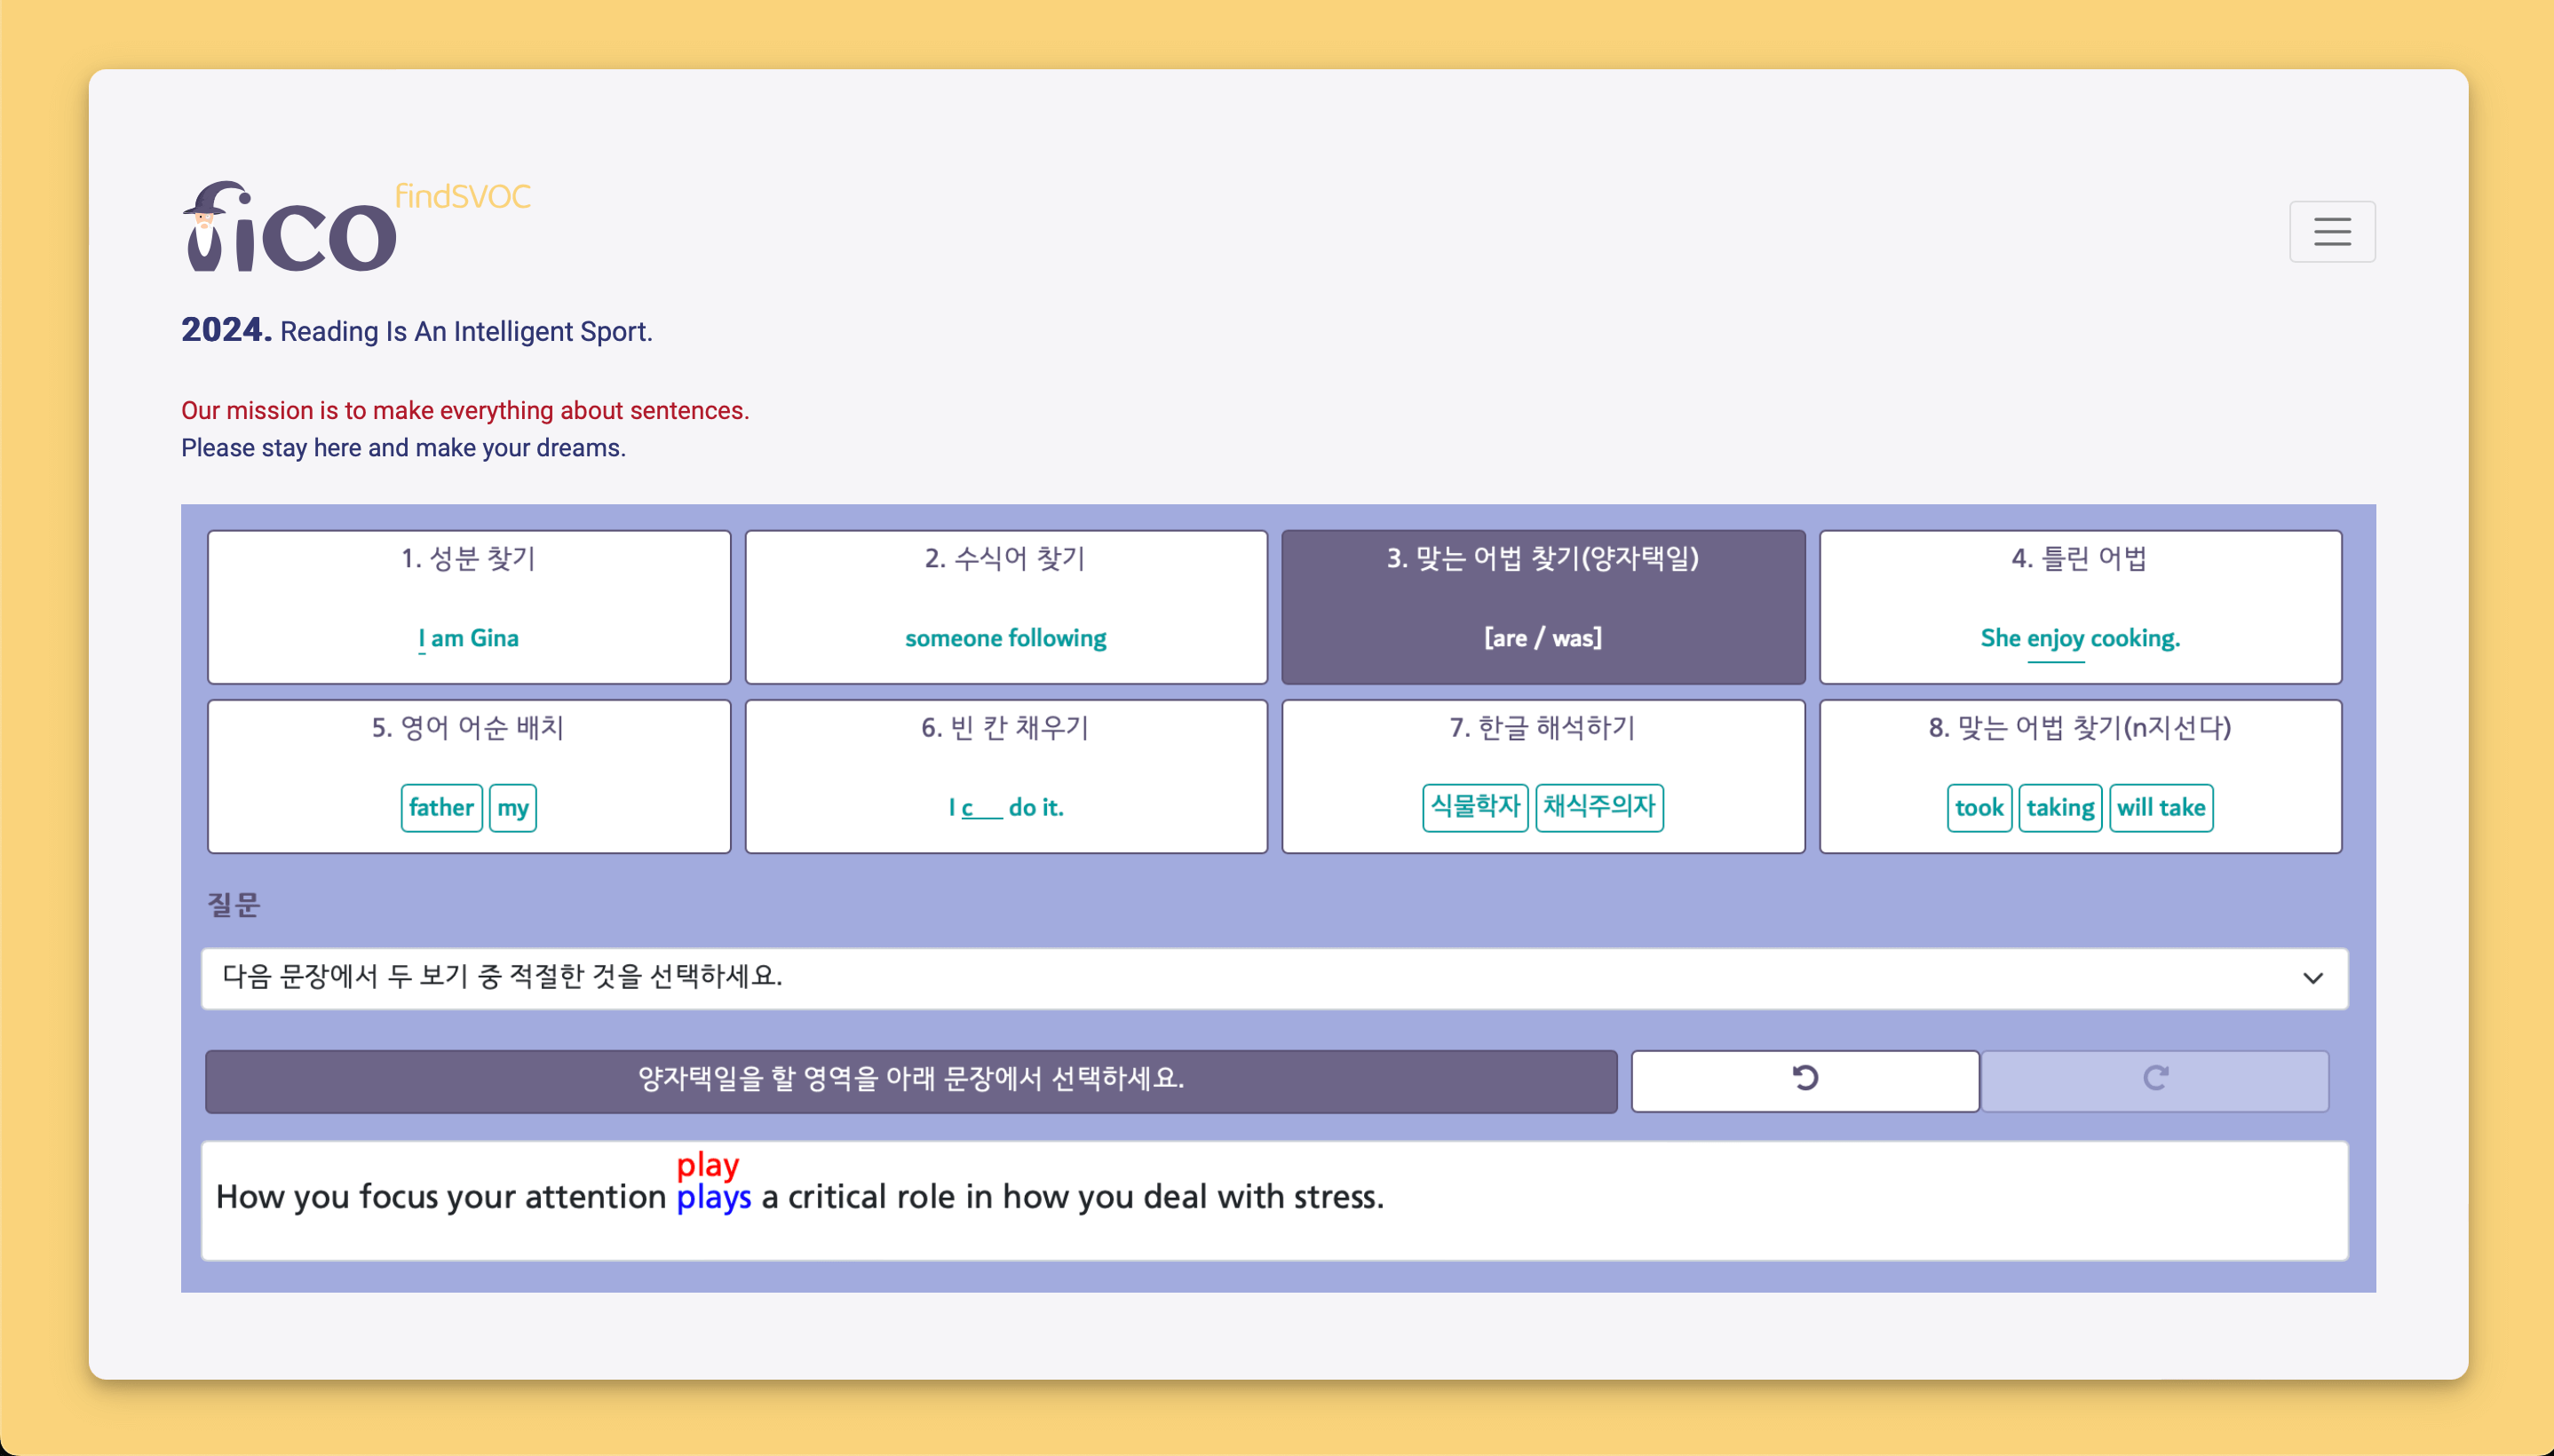 fico findSVOC
2024. Reading Is An Intelligent Sport.
Our mission is to make everything about sentences.
Please stay here and make your dreams.
1. 성분 찾기
I am Gina
2. 수식어 찾기
someone following
3. 맞는 어법 찾기(양자택일)
[are / was]
4. 틀린 어법
She enjoy cooking.
5. 영어 어순 배치
father my
6. 빈 칸 채우기
I c___ do it.
7. 한글 해석하기
식물학자 채식주의자
8. 맞는 어법 찾기(n지선다)
took taking will take
질문
다음 문장에서 두 보기 중 적절한 것을 선택하세요.
양자택일을 할 영역을 아래 문장에서 선택하세요.
play
How you focus your attention plays a critical role in how you deal with stress.